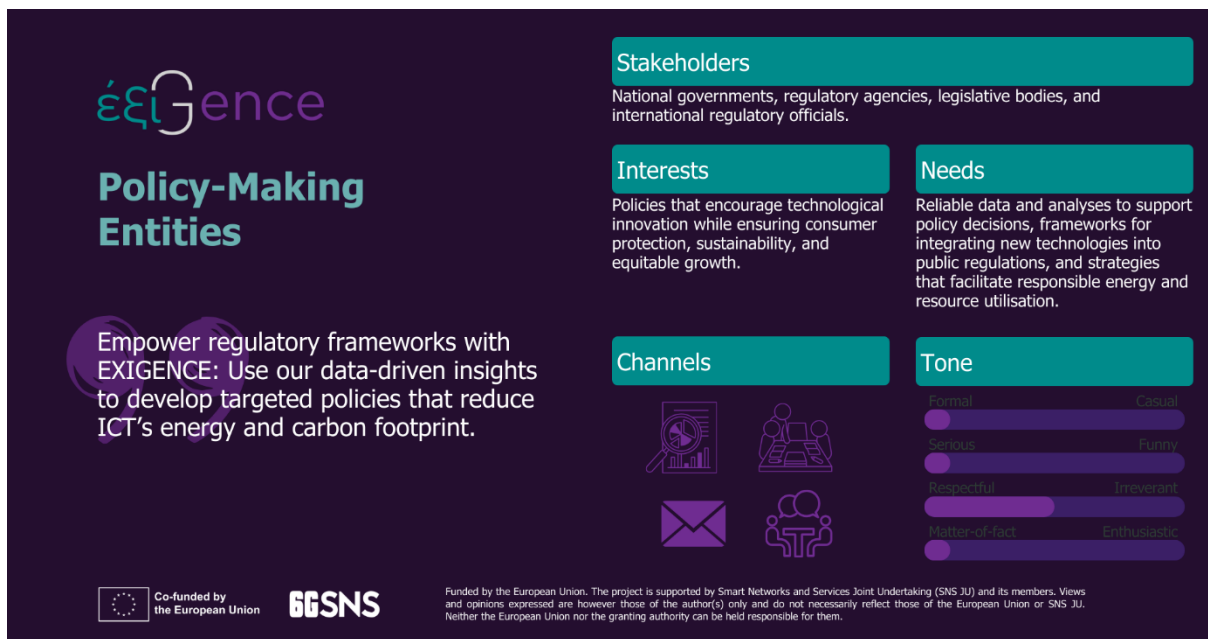 έξιGence
Policy-Making
Entities
Empower regulatory frameworks with
EXIGENCE: Use our data-driven insights
to develop targeted policies that reduce
ICT's energy and carbon footprint.
Stakeholders
National governments, regulatory agencies, legislative bodies, and
international regulatory officials.
Interests
Policies that encourage technological
innovation while ensuring consumer
protection, sustainability, and
equitable growth.
Needs
Reliable data and analyses to support
policy decisions, frameworks for
integrating new technologies into
public regulations, and strategies
that facilitate responsible energy and
resource utilisation.
Channels
Tone
Formal Casual
Serious Funny
Respectful Irreverant
Matter-of-fact Enthusiastic
Co-funded by
the European Union
6GSNS
Funded by the European Union. The project is supported by Smart Networks and Services Joint Undertaking (SNS JU) and its members. Views
and opinions expressed are however those of the author(s) only and do not necessarily reflect those of the European Union or SNS JU.
Neither the European Union nor the granting authority can be held responsible for them.